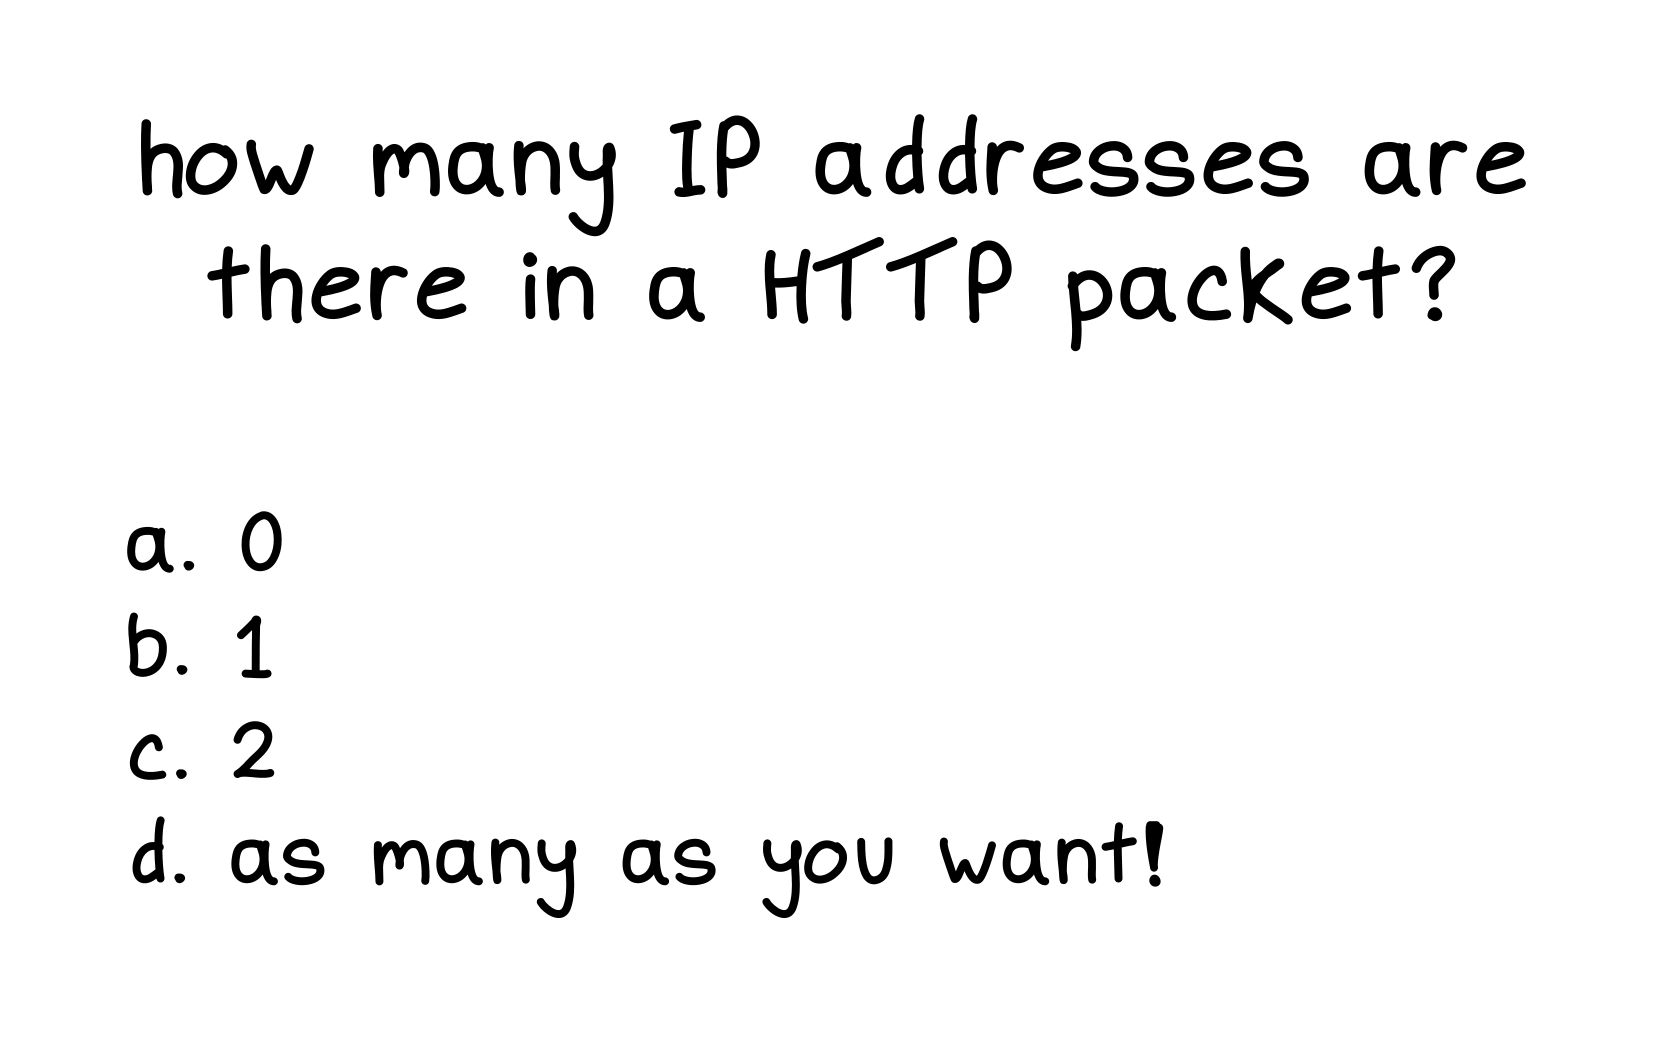 how many IP addresses are
there in a HTTP packet?
a. 0
b. 1
c. 2
d. as many as you want!